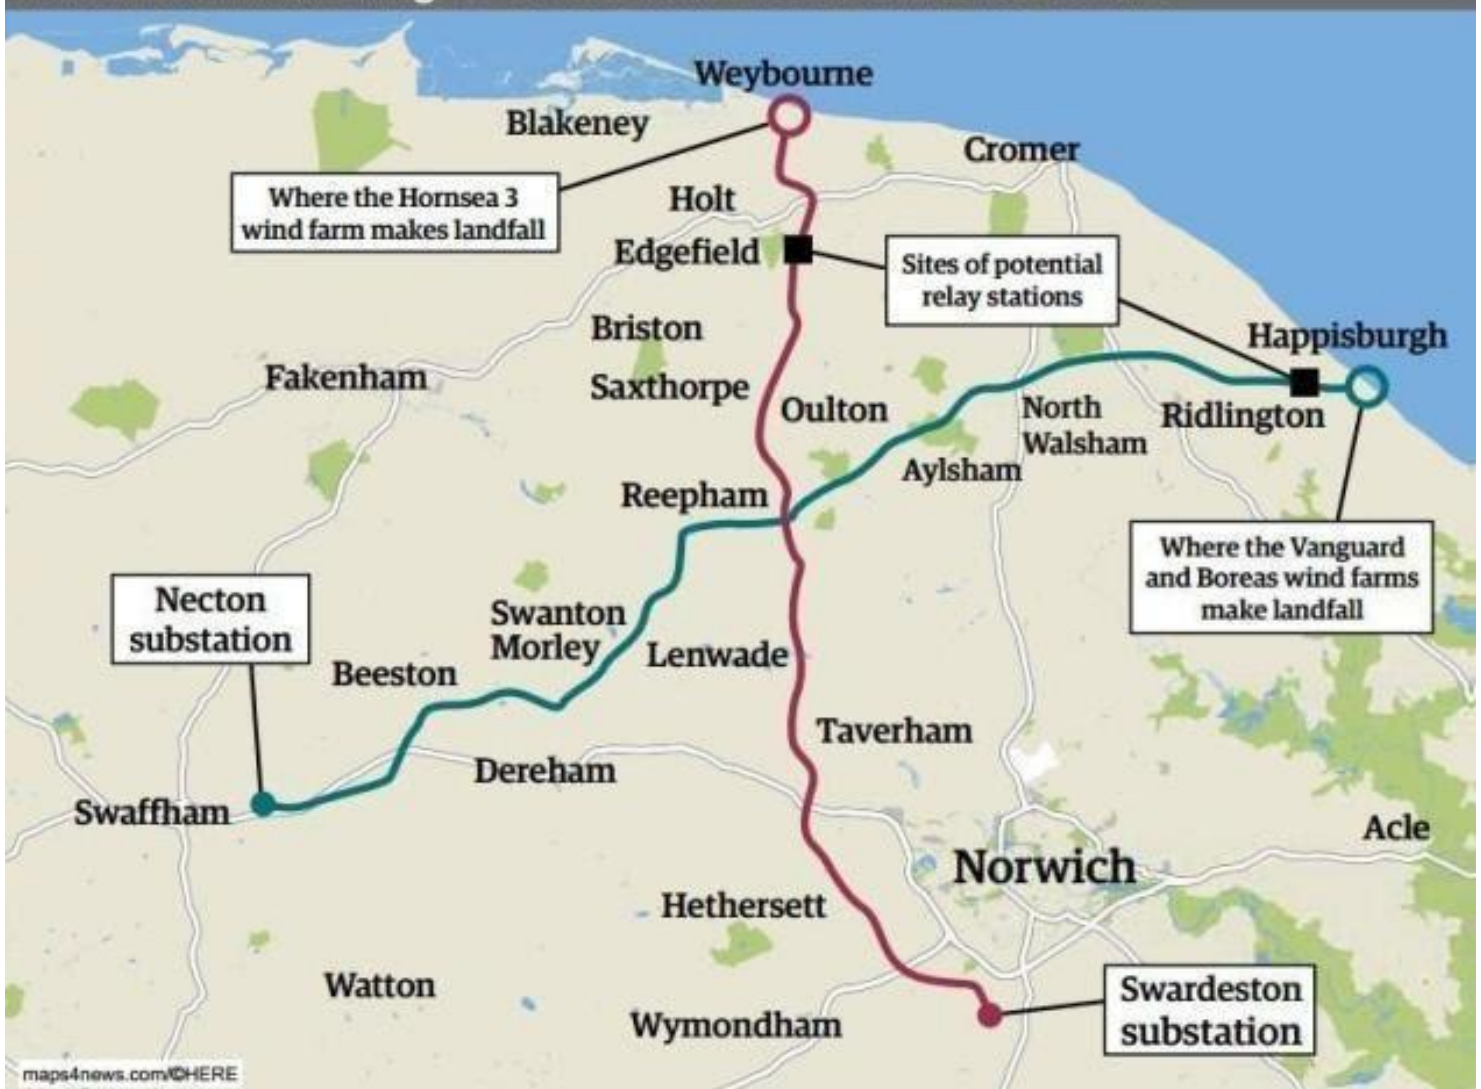 Weybourne
Blakeney
Cromer
Where the Hornsea 3
wind farm makes landfall
Holt
Edgefield
Sites of potential
relay stations
Briston
Happisburgh
Fakenham
Saxthorpe
Oulton
North
Walsham
Ridlington
Aylsham
Reepham
Where the Vanguard
and Boreas wind farms
make landfall
Necton
substation
Swanton
Morley
Lenwade
Beeston
Taverham
Dereham
Swaffham
Acle
Norwich
Hethersett
Watton
Swardeston
substation
Wymondham
maps4news.com/©HERE